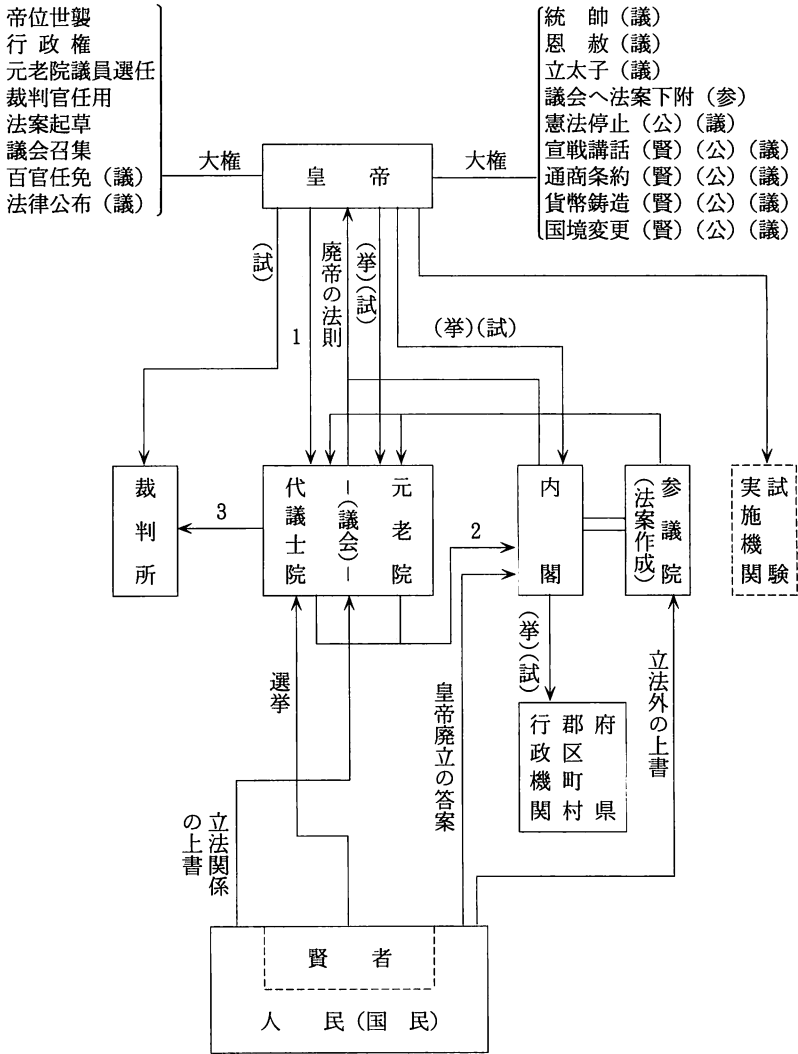 帝位世襲
行政権
元老院議員選任
裁判官任用
法案起草
議会召集
百官任免（議）
法律公布（議）
大権
皇帝
大権
統帥（議）
恩赦（議）
立太子（議）
議会へ法案下附（参）
憲法停止（公）（議）
宣戦講話（賢）（公）（議）
通商条約（賢）（公）（議）
貨幣鋳造（賢）（公）（議）
国境変更（賢）（公）（議）
（試）
1
廃帝の法則
（挙）（試）
（挙）（試）
裁判所
3
代議士院
－（議会）－
元老院
2
内閣
参議院
（法案作成）
試験
実施機関
（挙）（試）
府県
郡区町村
行政機関
選挙
立法関係
の上書
皇帝廃立の答案
立法外の上書
賢者
人民（国民）